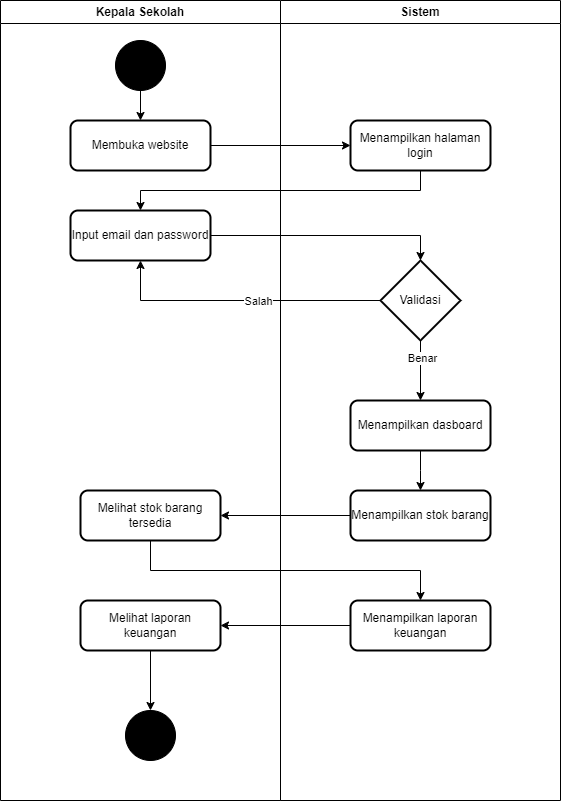 Kepala Sekolah
Sistem
Membuka website
Menampilkan halaman
login
Input email dan password
Validasi
Salah
Benar
Menampilkan dasboard
Melihat stok barang
tersedia
Menampilkan stok barang
Melihat laporan
keuangan
Menampilkan laporan
keuangan